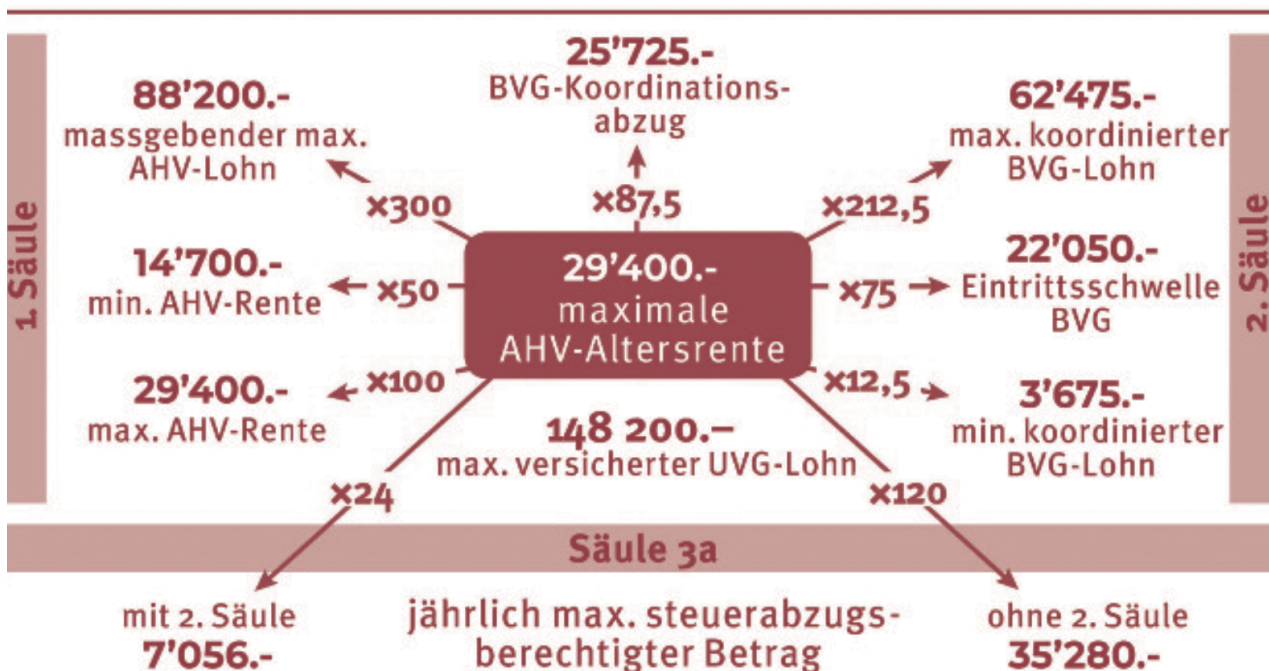 25’725.-
BVG-Koordinations-
abzug
88’200.-
massgebender max.
AHV-Lohn
62’475.-
max. koordinierter
BVG-Lohn
×300
×87,5
×212,5
1. Säule
2. Säule
14’700.-
min. AHV-Rente
×50
29’400.-
maximale
AHV-Altersrente
×75
22’050.-
Eintrittsschwelle
BVG
29’400.-
max. AHV-Rente
×100
×12,5
3’675.-
min. koordinierter
BVG-Lohn
148 200.–
max. versicherter UVG-Lohn
×24
×120
Säule 3a
mit 2. Säule
7’056.-
jährlich max. steuerabzugs-
berechtigter Betrag
ohne 2. Säule
35’280.-